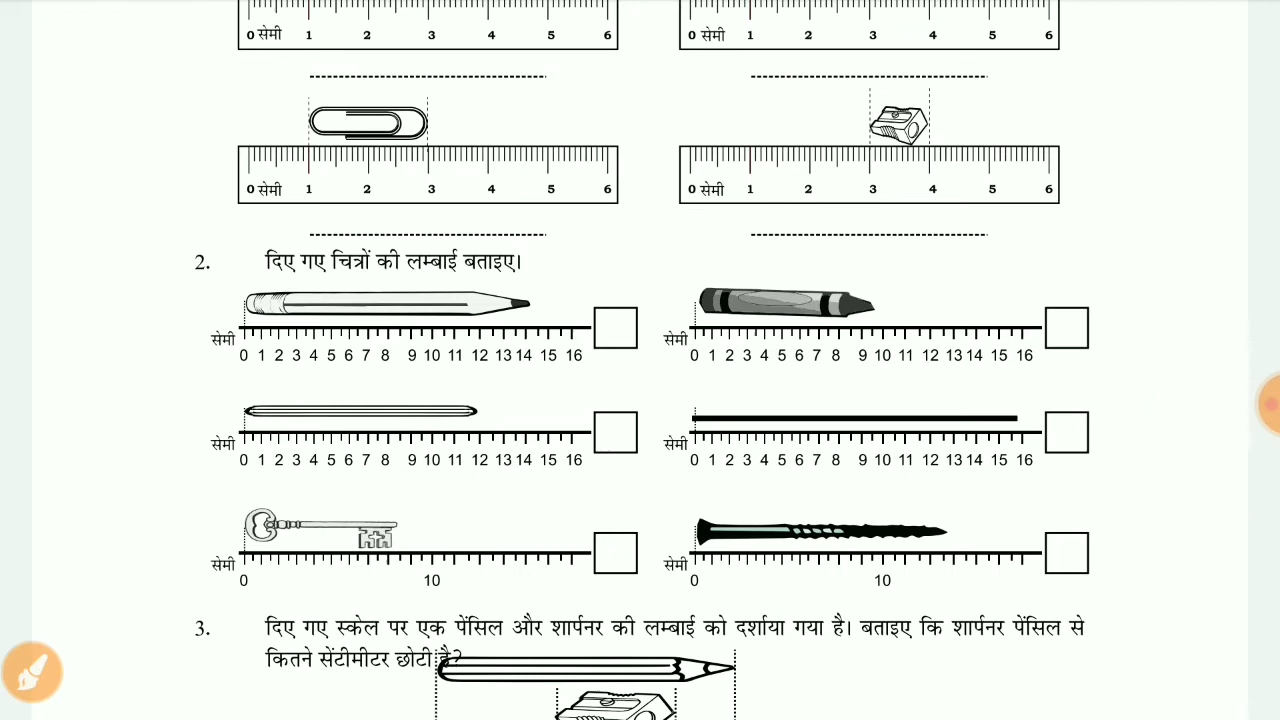 0 सेमी 1 2 3 4 5 6
0 सेमी 1 2 3 4 5 6
0 सेमी 1 2 3 4 5 6
0 सेमी 1 2 3 4 5 6
2. दिए गए चित्रों की लम्बाई बताइए।
सेमी 0 1 2 3 4 5 6 7 8 9 10 11 12 13 14 15 16
सेमी 0 1 2 3 4 5 6 7 8 9 10 11 12 13 14 15 16
सेमी 0 1 2 3 4 5 6 7 8 9 10 11 12 13 14 15 16
सेमी 0 1 2 3 4 5 6 7 8 9 10 11 12 13 14 15 16
सेमी 0 10
सेमी 0 10
3. दिए गए स्केल पर एक पेंसिल और शार्पनर की लम्बाई को दर्शाया गया है। बताइए कि शार्पनर पेंसिल से
कितने सेंटीमीटर छोटी है?